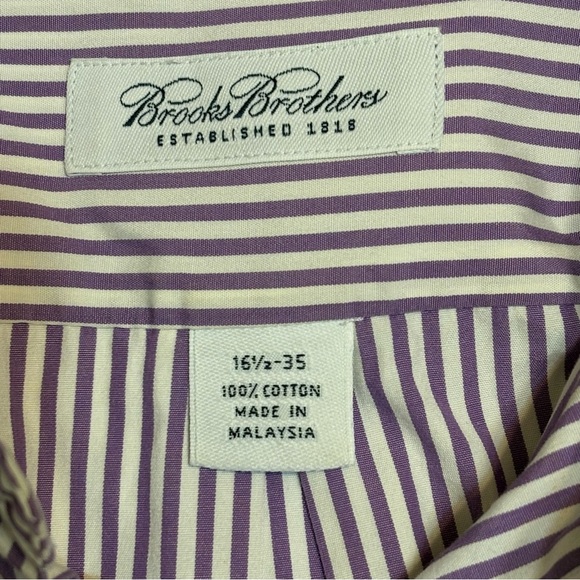 Brooks Brothers
ESTABLISHED 1818
16½-35
100% COTTON
MADE IN
MALAYSIA